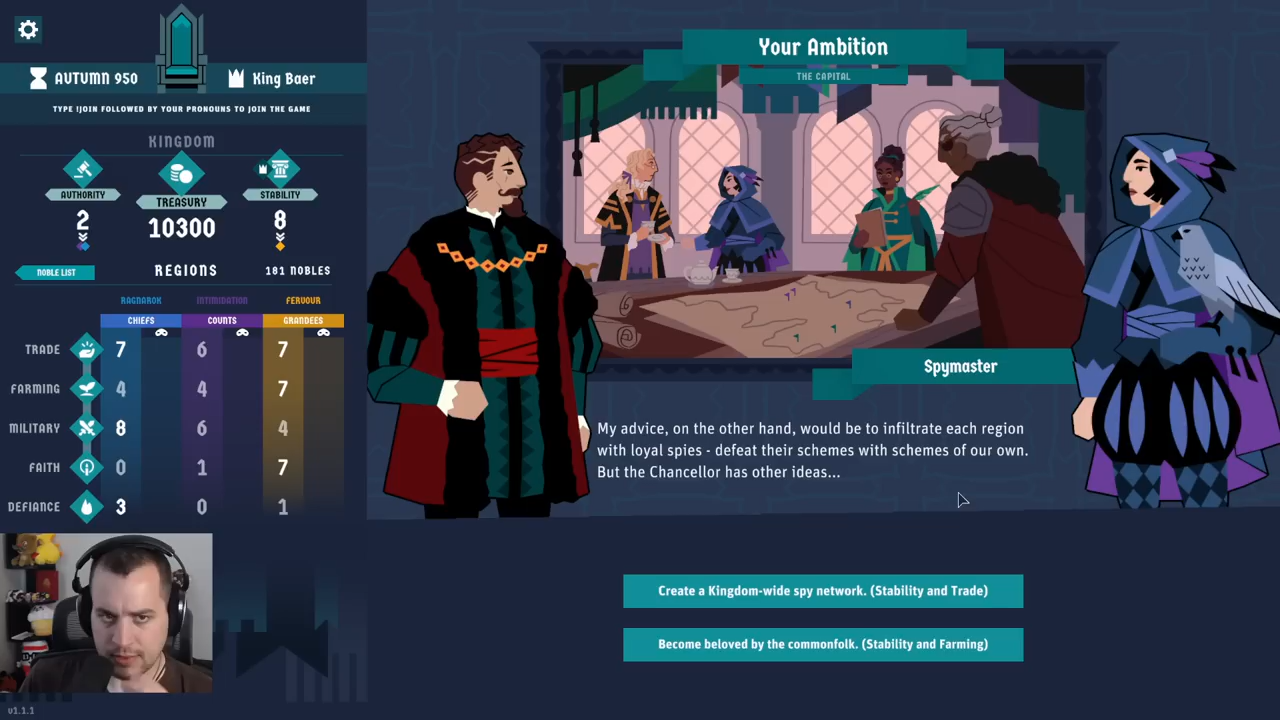 AUTUMN 950
King Baer
TYPE !JOIN FOLLOWED BY YOUR PRONOUNS TO JOIN THE GAME
KINGDOM
AUTHORITY
TREASURY
STABILITY
2
10300
8
NOBLE LIST
REGIONS
181 NOBLES
RAGNAROK
INTIMIDATION
FERVOUR
CHIEFS
COUNTS
GRANDEES
TRADE 7 6 7
FARMING 4 4 7
MILITARY 8 6 4
FAITH 0 1 7
DEFIANCE 3 0 1
v1.1.1
Your Ambition
THE CAPITAL
Spymaster
My advice, on the other hand, would be to infiltrate each region
with loyal spies - defeat their schemes with schemes of our own.
But the Chancellor has other ideas...
Create a Kingdom-wide spy network. (Stability and Trade)
Become beloved by the commonfolk. (Stability and Farming)